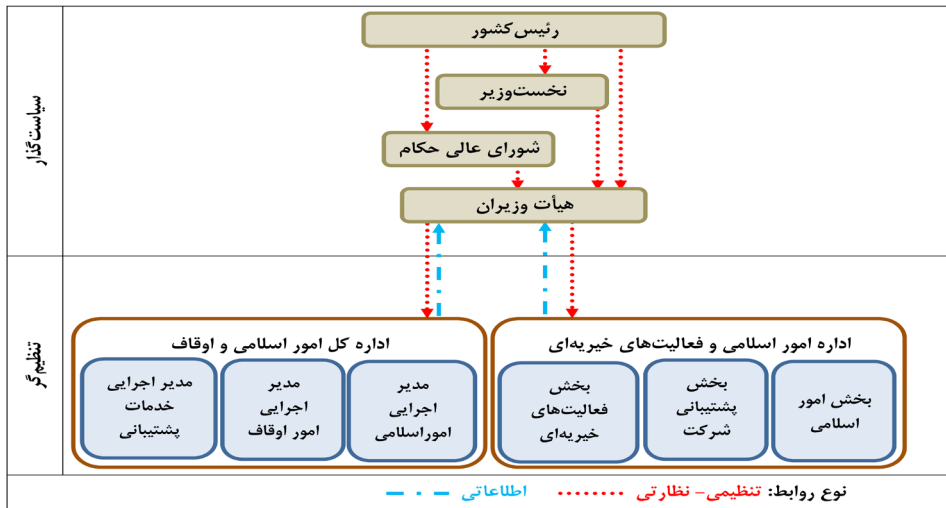 سیاست‌گذار
رئیس‌کشور
نخست‌وزیر
شورای عالی حکام
هیأت وزیران
تنظیم‌گر
اداره امور اسلامی و فعالیت‌های خیریه‌ای
بخش امور
اسلامی
بخش
پشتیبانی
شرکت
بخش
فعالیت‌های
خیریه‌ای
اداره کل امور اسلامی و اوقاف
مدیر
اجرایی
اموراسلامی
مدیر
اجرایی
امور اوقاف
مدیر اجرایی
خدمات
پشتیبانی
نوع روابط: تنظیمی- نظارتی اطلاعاتی